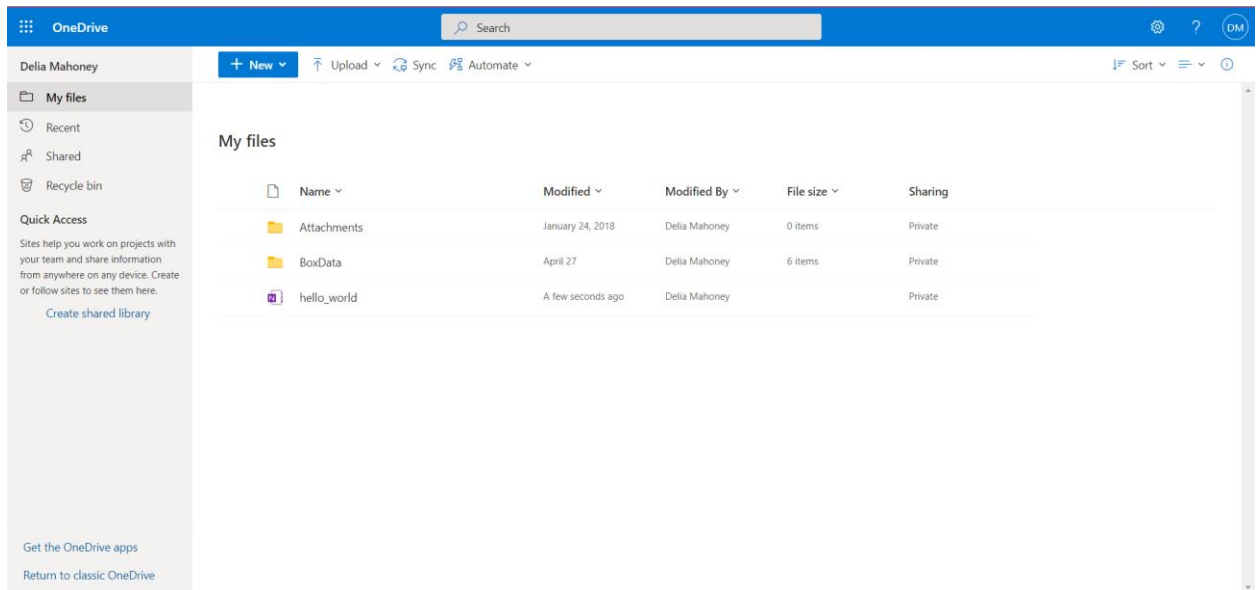 OneDrive
Search
DM
Delia Mahoney
New
Upload
Sync
Automate
Sort
My files
Recent
Shared
Recycle bin
Quick Access
Sites help you work on projects with
your team and share information
from anywhere on any device. Create
or follow sites to see them here.
Create shared library
Get the OneDrive apps
Return to classic OneDrive
My files
Name Modified Modified By File size Sharing
Attachments January 24, 2018 Delia Mahoney 0 items Private
BoxData April 27 Delia Mahoney 6 items Private
hello_world A few seconds ago Delia Mahoney Private